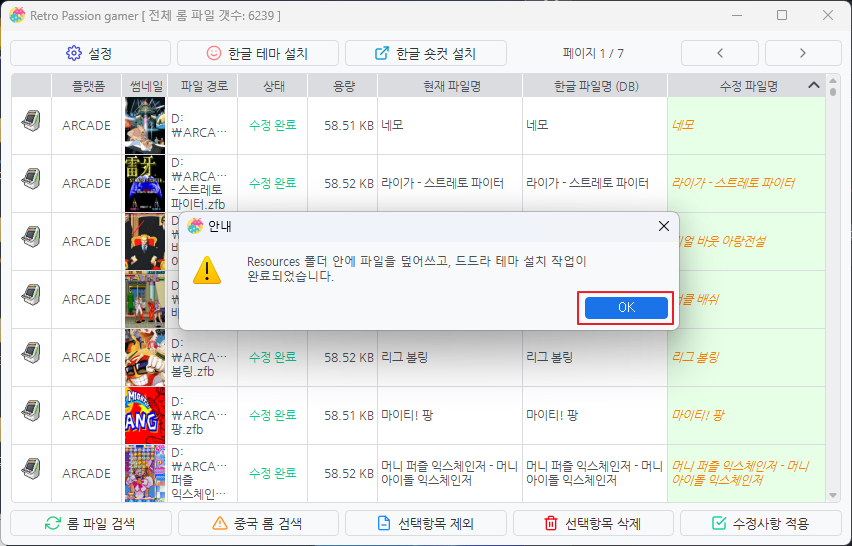 Retro Passion gamer [ 전체 롬 파일 갯수: 6239 ]
설정
한글 테마 설치
한글 숏컷 설치
페이지 1 / 7
플랫폼 썸네일 파일 경로 상태 용량 현재 파일명 한글 파일명 (DB) 수정 파일명
ARCADE
D:
₩ARCA…
수정 완료 58.51 KB 네모 네모 네모
ARCADE
雷牙
D:
₩ARCA…
- 스트레토
파이터.zfb
수정 완료 58.52 KB 라이가 - 스트레토 파이터 라이가 - 스트레토 파이터 라이가 - 스트레토 파이터
ARCADE
리얼 바웃 아랑전설
안내
Resources 폴더 안에 파일을 덮어쓰고, 드드라 테마 설치 작업이
완료되었습니다.
OK
ARCADE
배쉬
ARCADE
D:
₩ARCA…
볼링.zfb
수정 완료 58.52 KB 리그 볼링 리그 볼링 리그 볼링
ARCADE
MIGHTY!
PANG
D:
₩ARCA…
팡.zfb
수정 완료 58.51 KB 마이티! 팡 마이티! 팡 마이티! 팡
ARCADE
D:
₩ARCA…
퍼즐
익스체인…
수정 완료 58.52 KB
머니 퍼즐 익스체인저 - 머니
아이돌 익스체인저
머니 퍼즐 익스체인저 - 머니
아이돌 익스체인저
머니 퍼즐 익스체인저 - 머니
아이돌 익스체인저
롬 파일 검색
중국 롬 검색
선택항목 제외
선택항목 삭제
수정사항 적용